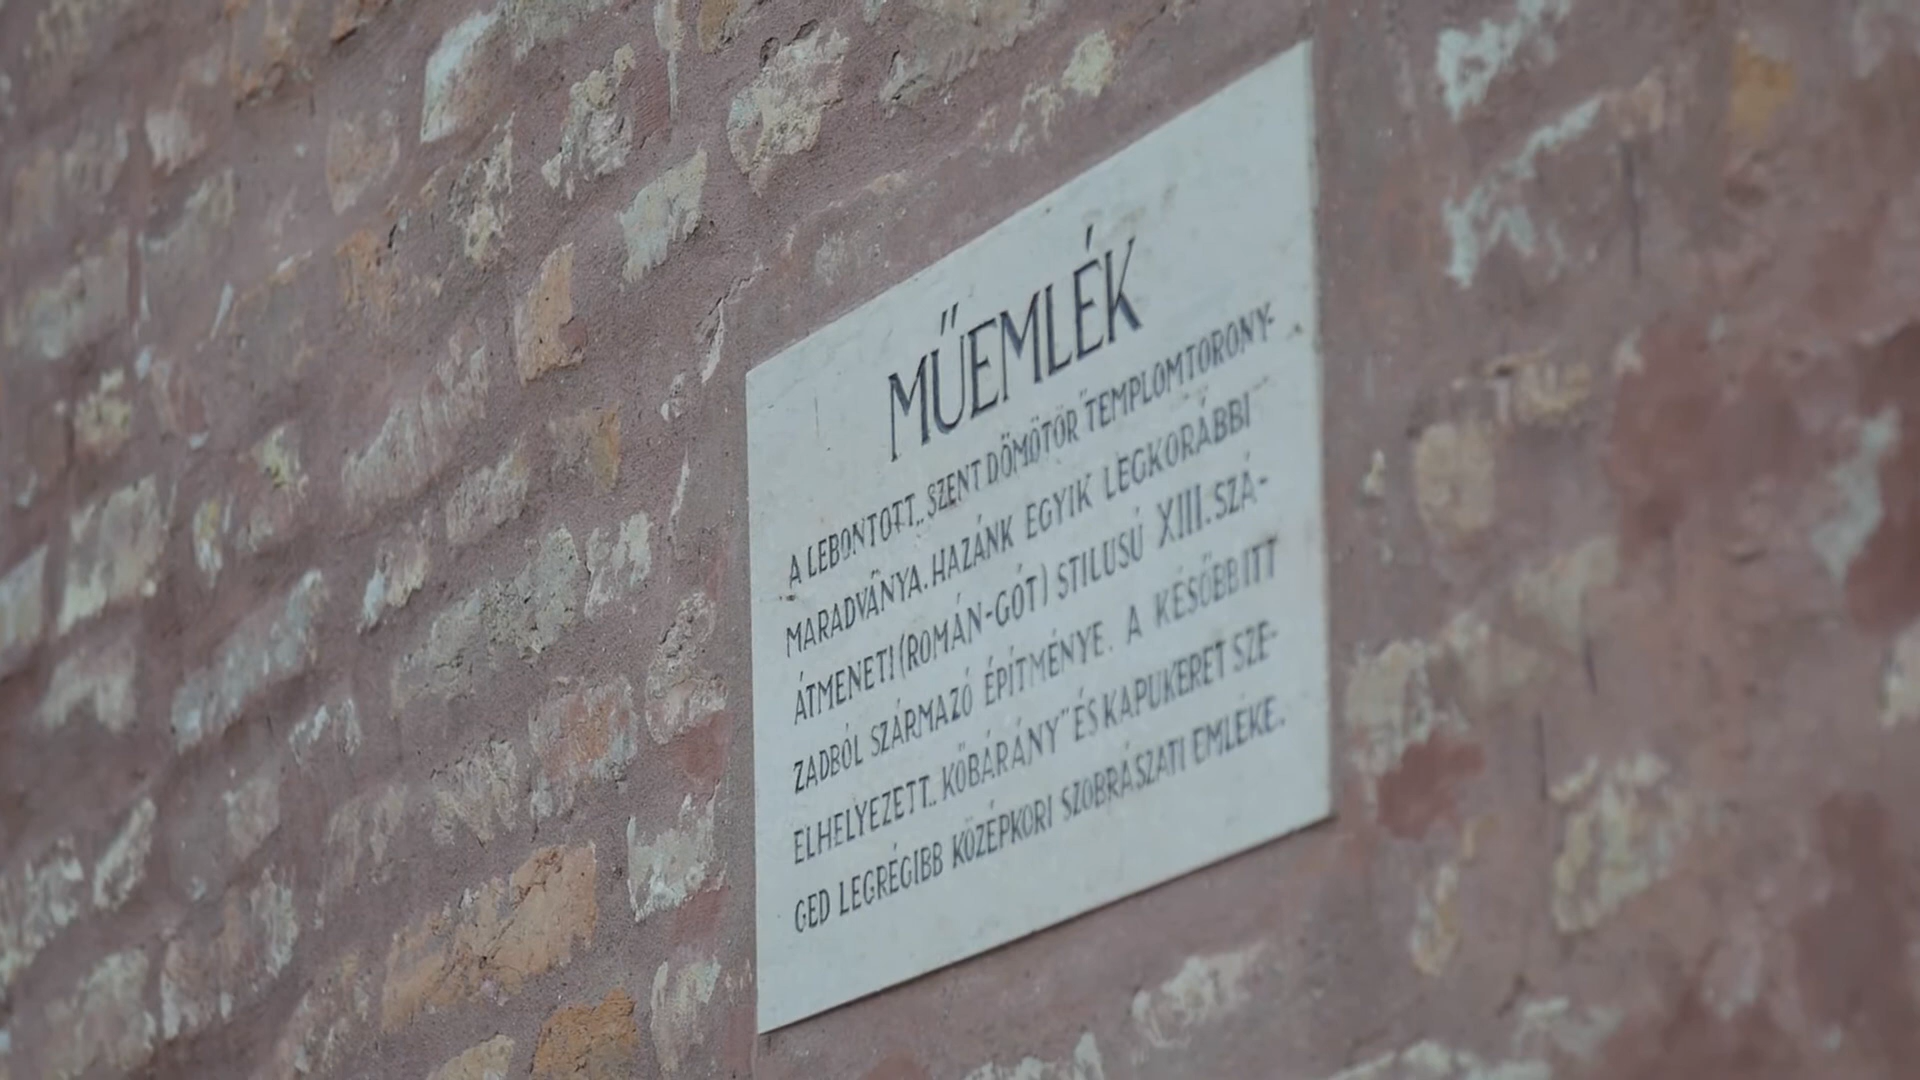 MŰEMLÉK
A LEBONTOTT „SZENT DÖMÖTÖR" TEMPLOMTORONY-
MARADVÁNYA. HAZÁNK EGYIK LEGKORÁBBI
ÁTMENETI (ROMÁN-GÓT) STILUSÚ XIII. SZÁ-
ZADBÓL SZÁRMAZÓ ÉPÍTMÉNYE. A KÉSŐBB ITT
ELHELYEZETT „KŐBÁRÁNY" ÉS KAPUKERET SZE-
GED LEGRÉGIBB KÖZÉPKORI SZOBRÁSZATI EMLÉKE.